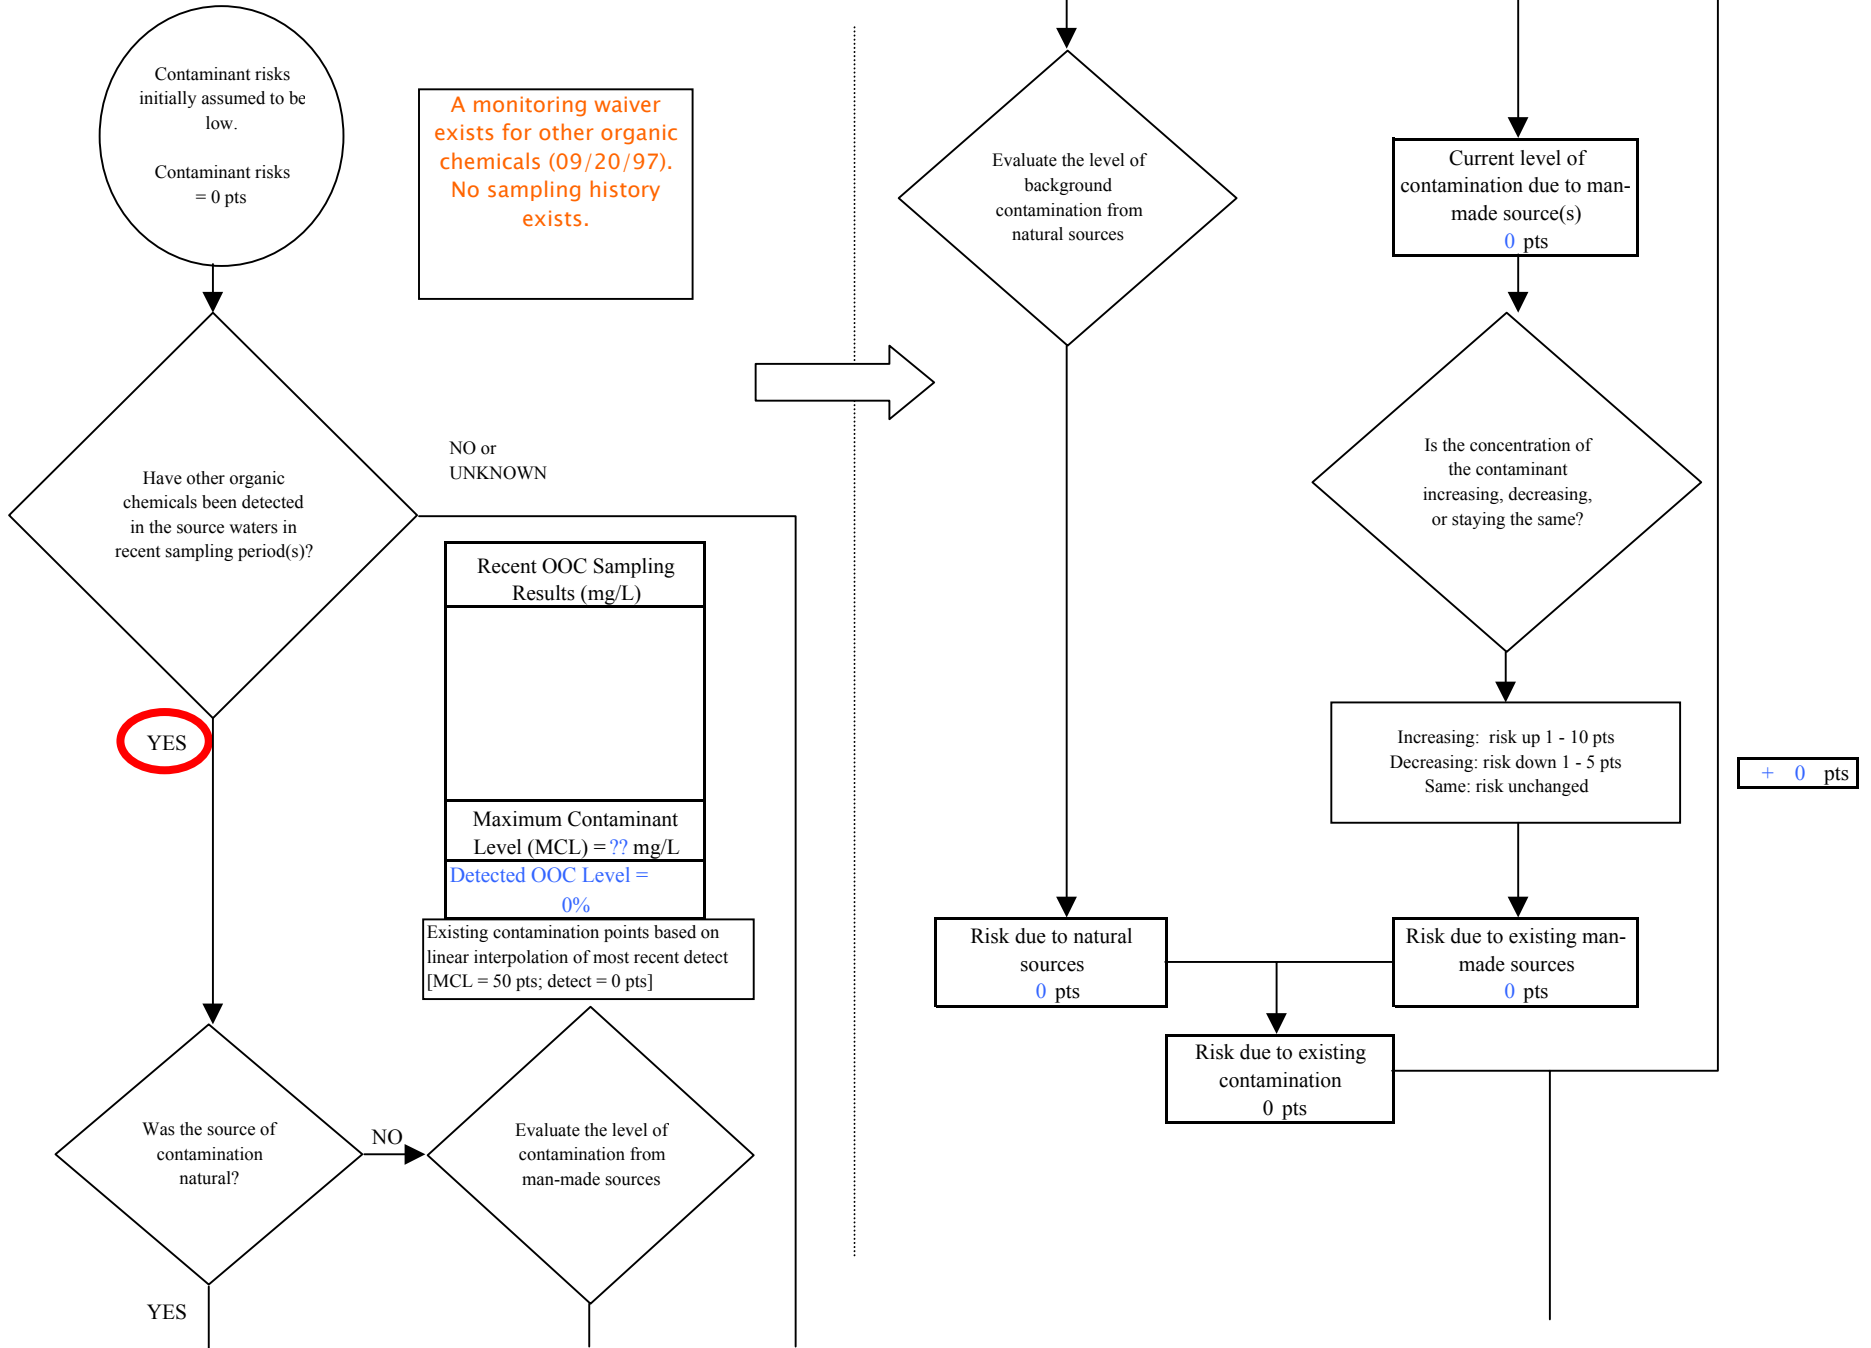 Contaminant risks
initially assumed to be
low.
Contaminant risks
= 0 pts
A monitoring waiver
exists for other organic
chemicals (09/20/97).
No sampling history
exists.
Have other organic
chemicals been detected
in the source waters in
recent sampling period(s)?
NO or
UNKNOWN
YES
Recent OOC Sampling
Results (mg/L)
Maximum Contaminant
Level (MCL) = ?? mg/L
Detected OOC Level =
0%
Existing contamination points based on
linear interpolation of most recent detect
[MCL = 50 pts; detect = 0 pts]
Was the source of
contamination
natural?
NO
Evaluate the level of
contamination from
man-made sources
YES
Evaluate the level of
background
contamination from
natural sources
Current level of
contamination due to man-
made source(s)
0 pts
Is the concentration of
the contaminant
increasing, decreasing,
or staying the same?
Increasing: risk up 1 - 10 pts
Decreasing: risk down 1 - 5 pts
Same: risk unchanged
+ 0 pts
Risk due to natural
sources
0 pts
Risk due to existing man-
made sources
0 pts
Risk due to existing
contamination
0 pts